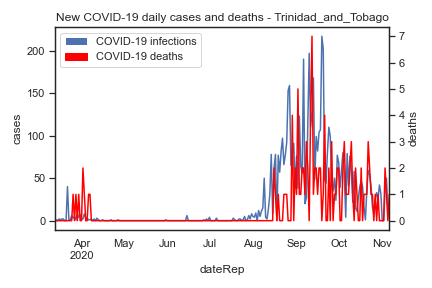 New COVID-19 daily cases and deaths - Trinidad_and_Tobago
COVID-19 infections
COVID-19 deaths
200
150
100
50
0
cases
7
6
5
4
3
2
1
0
deaths
Apr
2020
May
Jun
Jul
Aug
Sep
Oct
Nov
dateRep